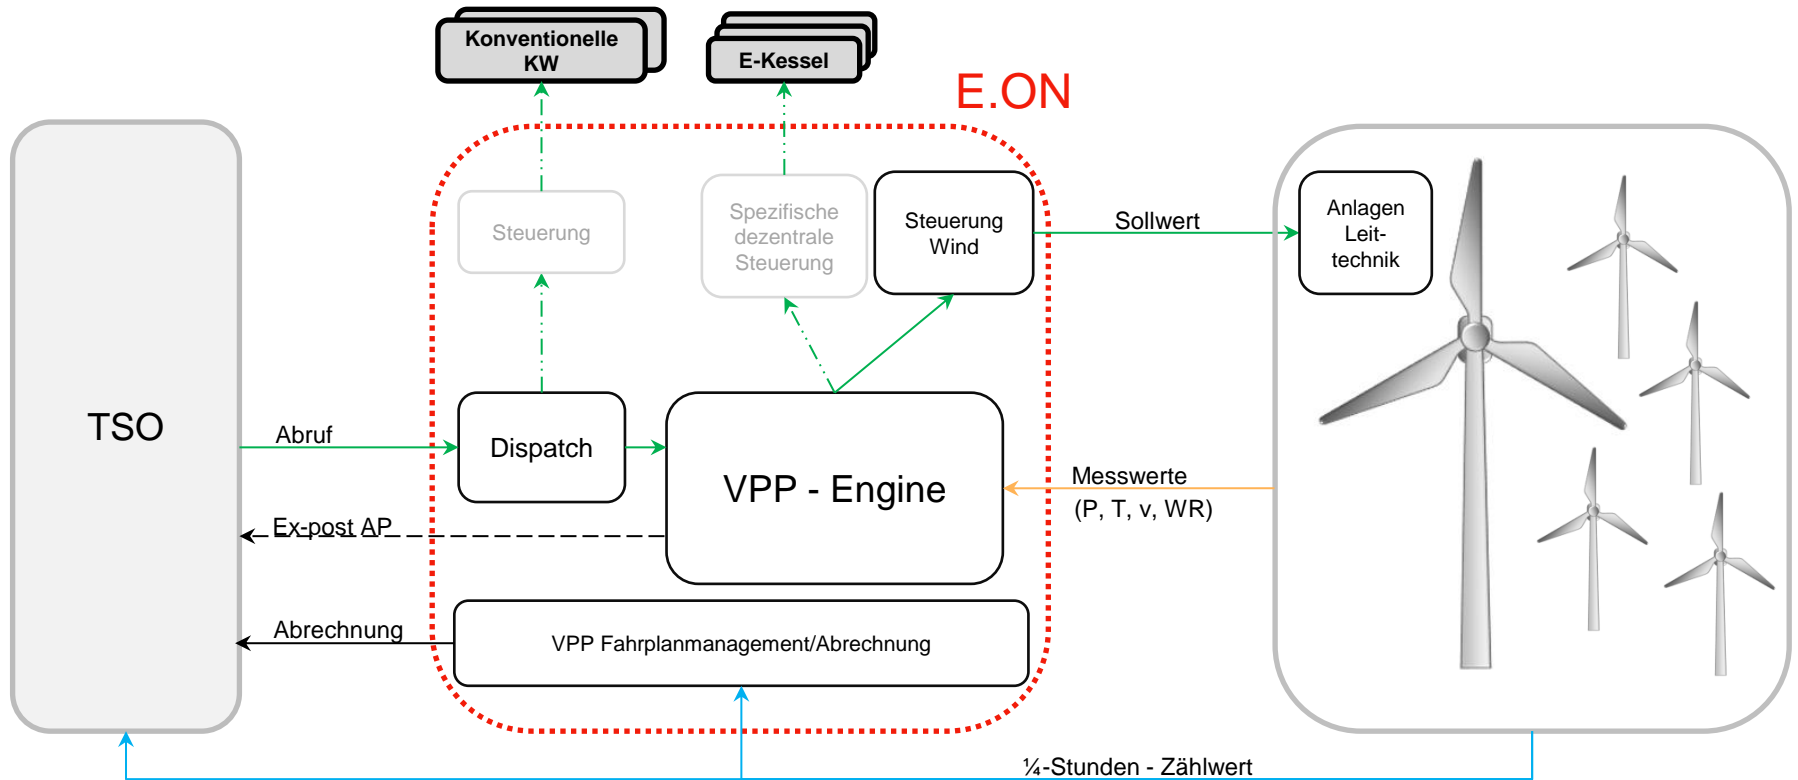 Konventionelle
KW
E-Kessel
E.ON
Steuerung
Spezifische
dezentrale
Steuerung
Steuerung
Wind
Sollwert
Anlagen
Leit-
technik
TSO
Abruf
Dispatch
VPP - Engine
Messwerte
(P, T, v, WR)
Ex-post AP
Abrechnung
VPP Fahrplanmanagement/Abrechnung
¼-Stunden - Zählwert